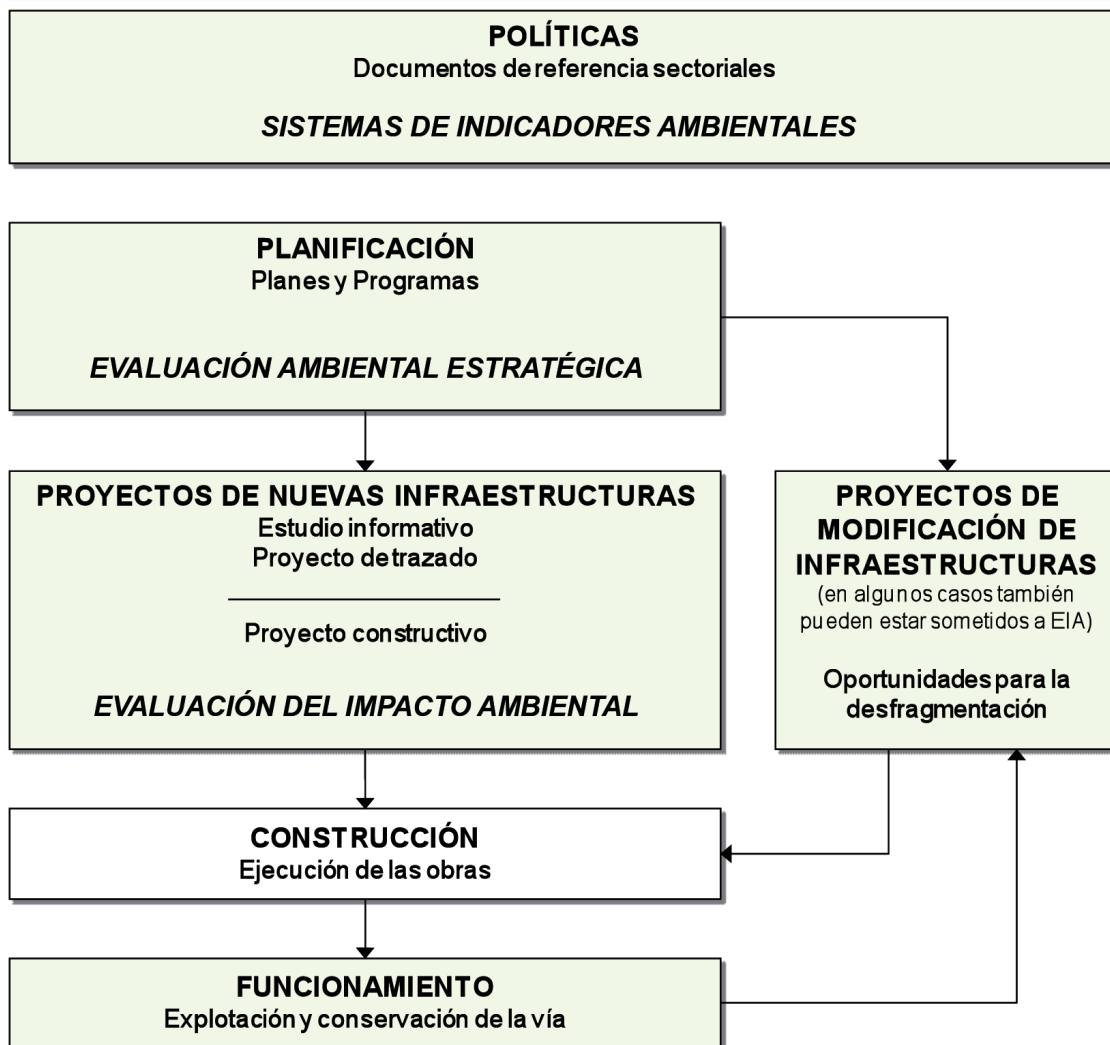 POLÍTICAS
Documentos de referencia sectoriales
SISTEMAS DE INDICADORES AMBIENTALES
PLANIFICACIÓN
Planes y Programas
EVALUACIÓN AMBIENTAL ESTRATÉGICA
PROYECTOS DE NUEVAS INFRAESTRUCTURAS
Estudio informativo
Proyecto de trazado
Proyecto constructivo
EVALUACIÓN DEL IMPACTO AMBIENTAL
PROYECTOS DE
MODIFICACIÓN DE
INFRAESTRUCTURAS
(en algunos casos también
pueden estar sometidos a EIA)
Oportunidades para la
desfragmentación
CONSTRUCCIÓN
Ejecución de las obras
FUNCIONAMIENTO
Explotación y conservación de la vía